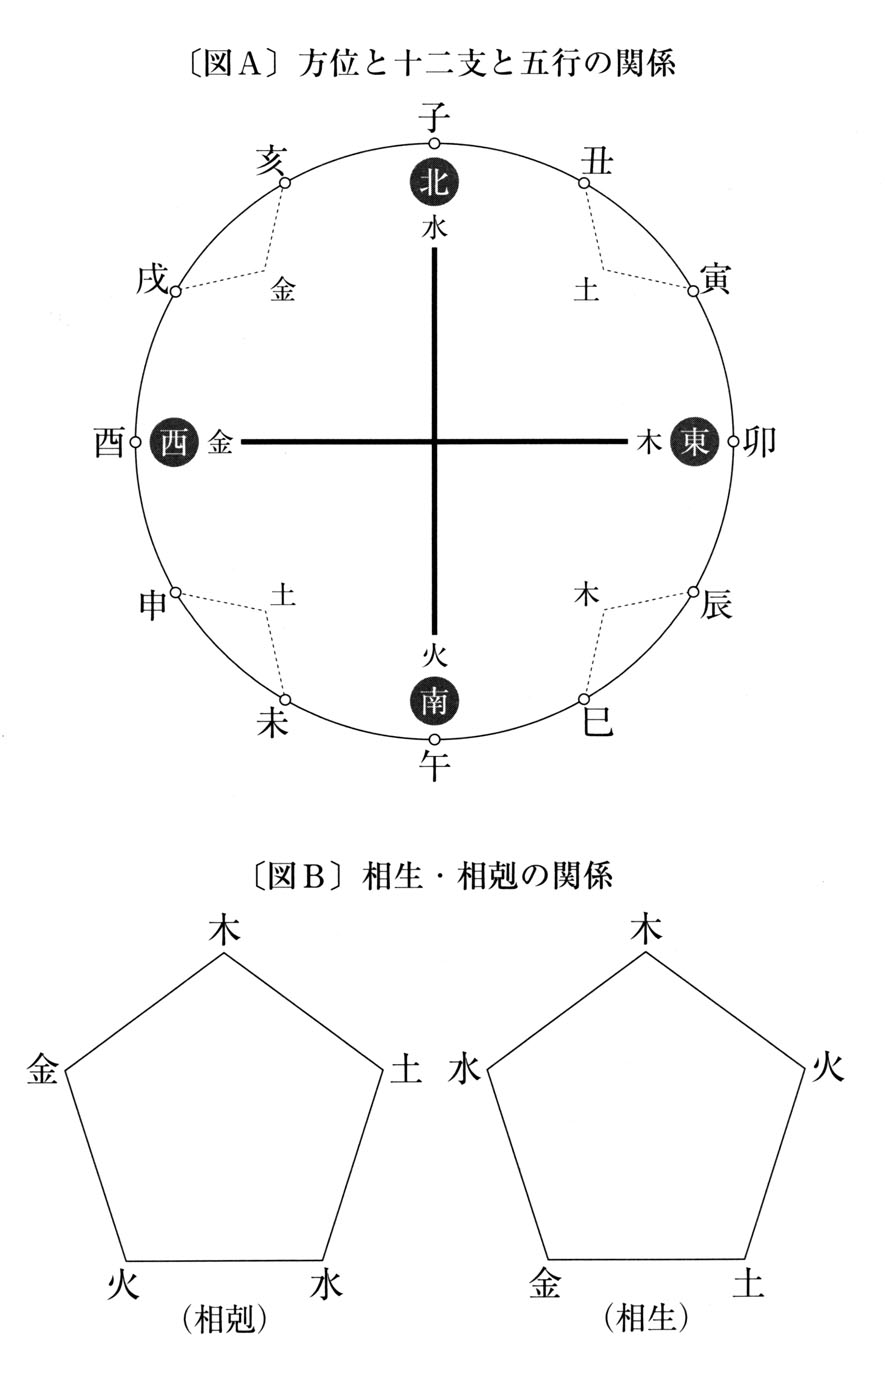 〔図A〕方位と十二支と五行の関係
子
亥
丑
北
水
戌
金
土
寅
酉
西
金
木
東
卯
申
土
木
辰
火
南
未
巳
午
〔図B〕相生・相剋の関係
木
金
土
火
水
(相剋)
木
水
火
金
土
(相生)